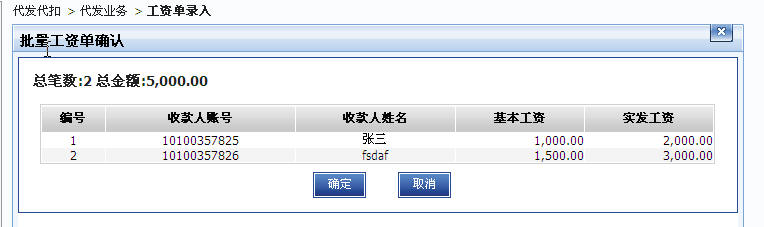 代发代扣 > 代发业务 > 工资单录入
批量工资单确认
总笔数:2 总金额:5,000.00
编号 收款人账号 收款人姓名 基本工资 实发工资
1 10100357825 张三 1,000.00 2,000.00
2 10100357826 fsdaf 1,500.00 3,000.00
确定 取消